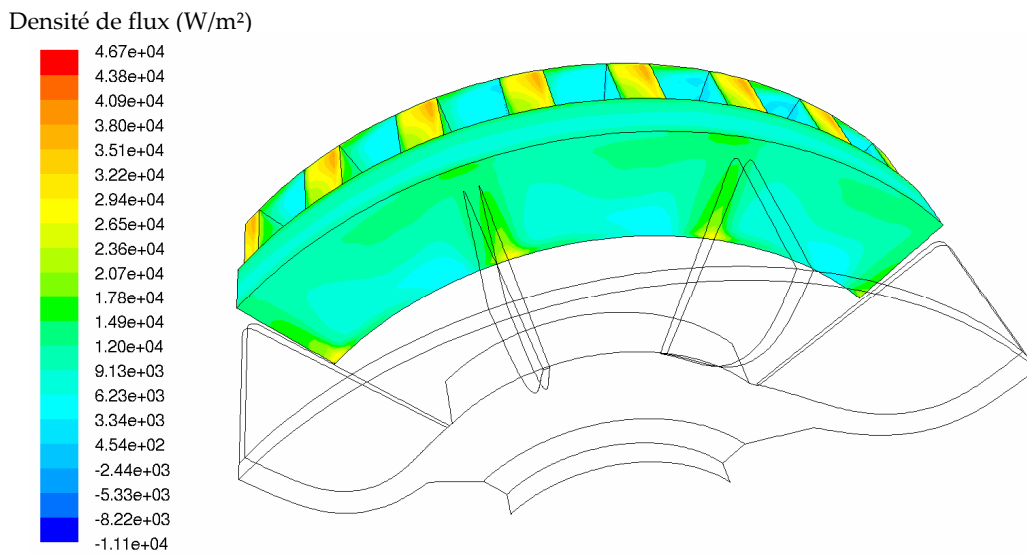 Densité de flux (W/m²)
4.67e+04
4.38e+04
4.09e+04
3.80e+04
3.51e+04
3.22e+04
2.94e+04
2.65e+04
2.36e+04
2.07e+04
1.78e+04
1.49e+04
1.20e+04
9.13e+03
6.23e+03
3.34e+03
4.54e+02
-2.44e+03
-5.33e+03
-8.22e+03
-1.11e+04